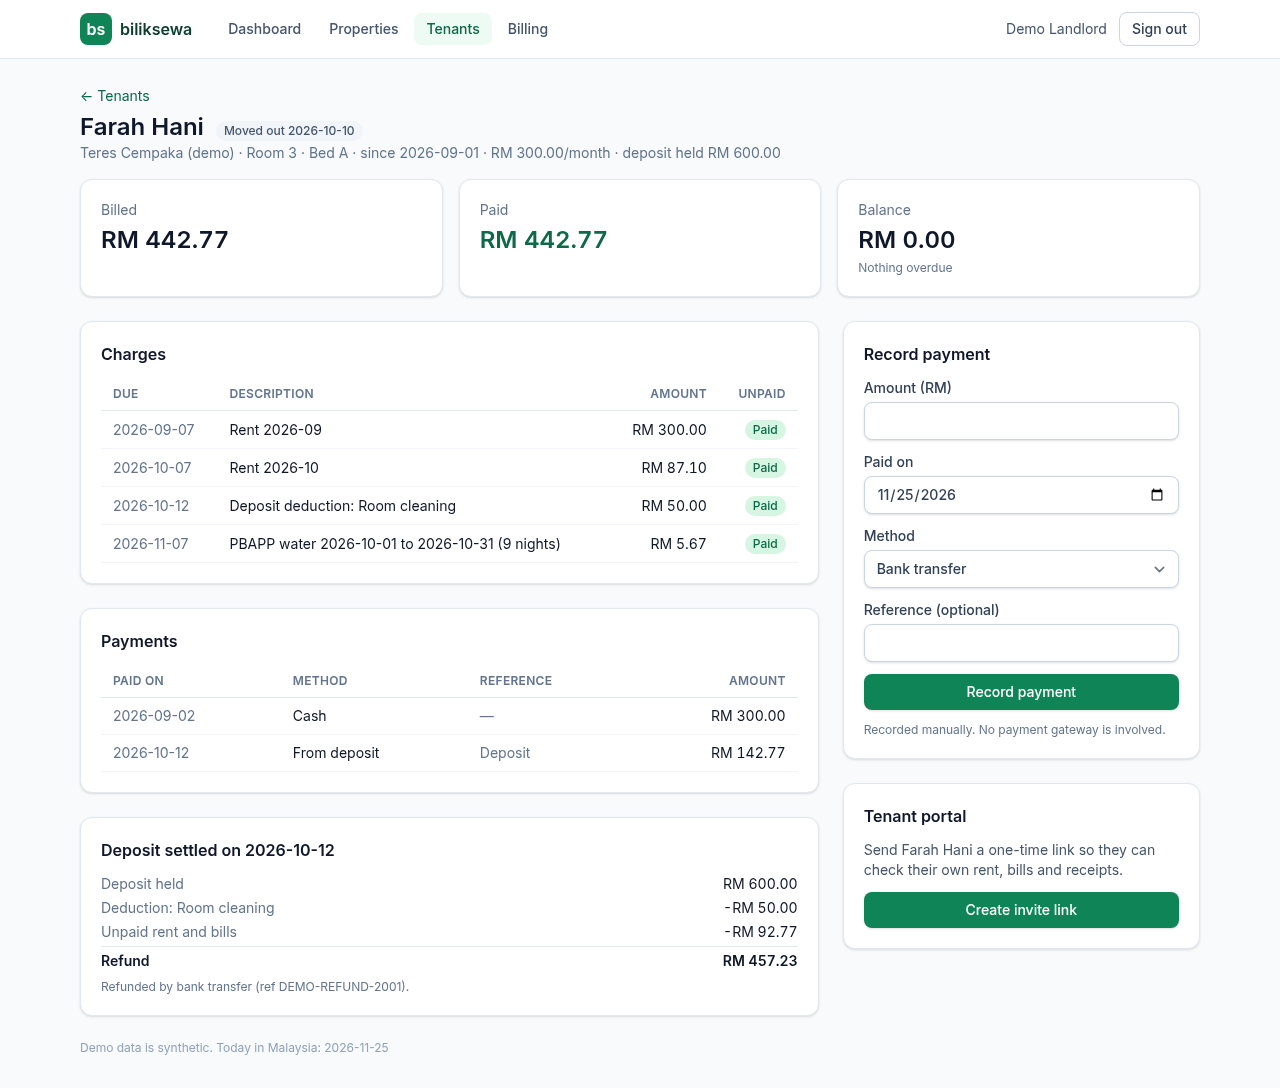 bs biliksewa Dashboard Properties Tenants Billing Demo Landlord Sign out
← Tenants
Farah Hani Moved out 2026-10-10
Teres Cempaka (demo) · Room 3 · Bed A · since 2026-09-01 · RM 300.00/month · deposit held RM 600.00
Billed
RM 442.77
Paid
RM 442.77
Balance
RM 0.00
Nothing overdue
Charges
DUE DESCRIPTION AMOUNT UNPAID
2026-09-07 Rent 2026-09 RM 300.00 Paid
2026-10-07 Rent 2026-10 RM 87.10 Paid
2026-10-12 Deposit deduction: Room cleaning RM 50.00 Paid
2026-11-07 PBAPP water 2026-10-01 to 2026-10-31 (9 nights) RM 5.67 Paid
Payments
PAID ON METHOD REFERENCE AMOUNT
2026-09-02 Cash — RM 300.00
2026-10-12 From deposit Deposit RM 142.77
Deposit settled on 2026-10-12
Deposit held RM 600.00
Deduction: Room cleaning -RM 50.00
Unpaid rent and bills -RM 92.77
Refund RM 457.23
Refunded by bank transfer (ref DEMO-REFUND-2001).
Record payment
Amount (RM)
Paid on
11/25/2026
Method
Bank transfer
Reference (optional)
Record payment
Recorded manually. No payment gateway is involved.
Tenant portal
Send Farah Hani a one-time link so they can
check their own rent, bills and receipts.
Create invite link
Demo data is synthetic. Today in Malaysia: 2026-11-25